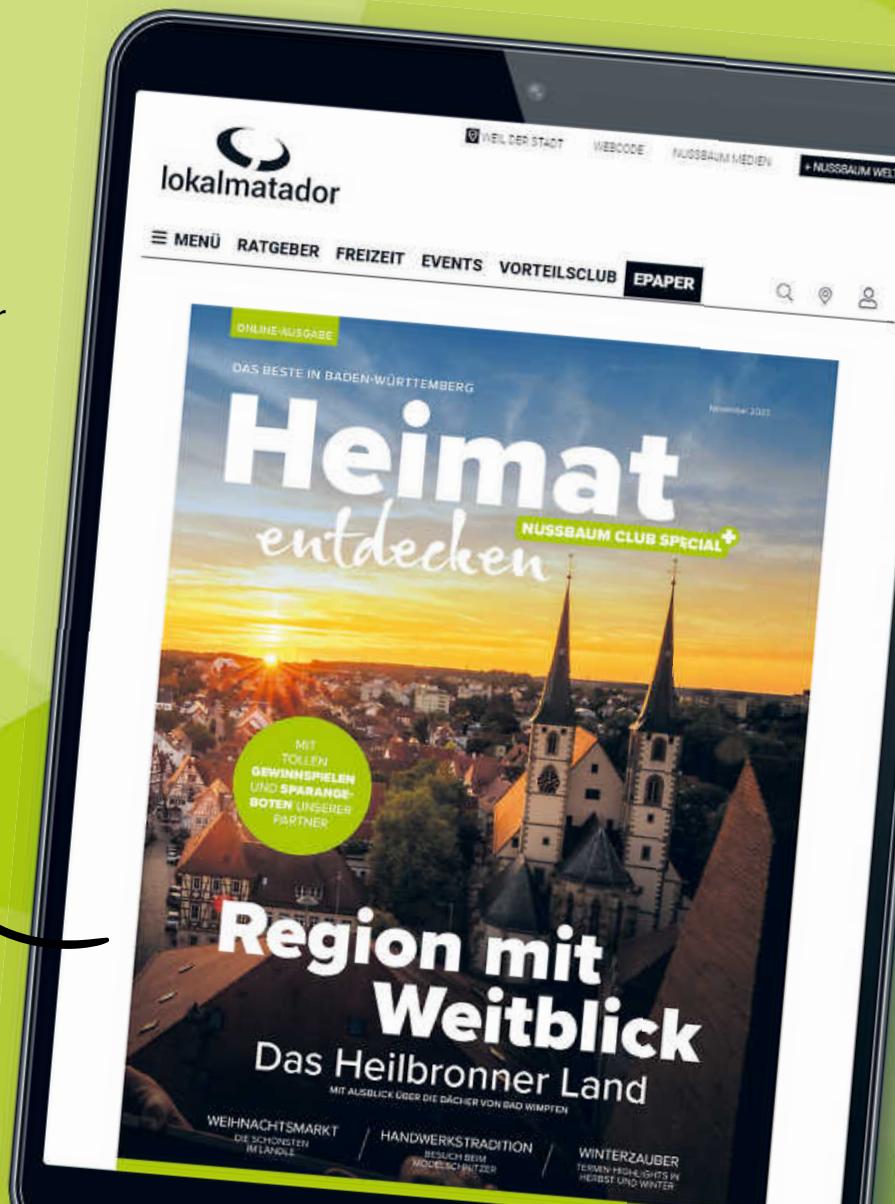 lokalmatador
WEIL DER STADT WEBCODE NUSSBAUM MEDIEN + NUSSBAUM
MENÜ RATGEBER FREIZEIT EVENTS VORTEILSCLUB EPAPER
ONLINE-AUSGABE
DAS BESTE IN BADEN-WÜRTTEMBERG
November
Heimat
entdecken
NUSSBAUM CLUB SPECIAL+
MIT
TOLLEN
GEWINNSPIELEN
UND SPARANGE-
BOTEN UNSERER
PARTNER
Region mit
Weitblick
Das Heilbronner Land
MIT AUSBLICK ÜBER DIE DÄCHER VON BAD WIMPFEN
WEIHNACHTSMARKT
DIE SCHÖNSTEN
IM LÄNDLE
HANDWERKSTRADITION
BESUCH BEIM
MODELSCHNITZER
WINTERZAUBER
TERMIN-HIGHLIGHTS IN
HERBST UND WINTER